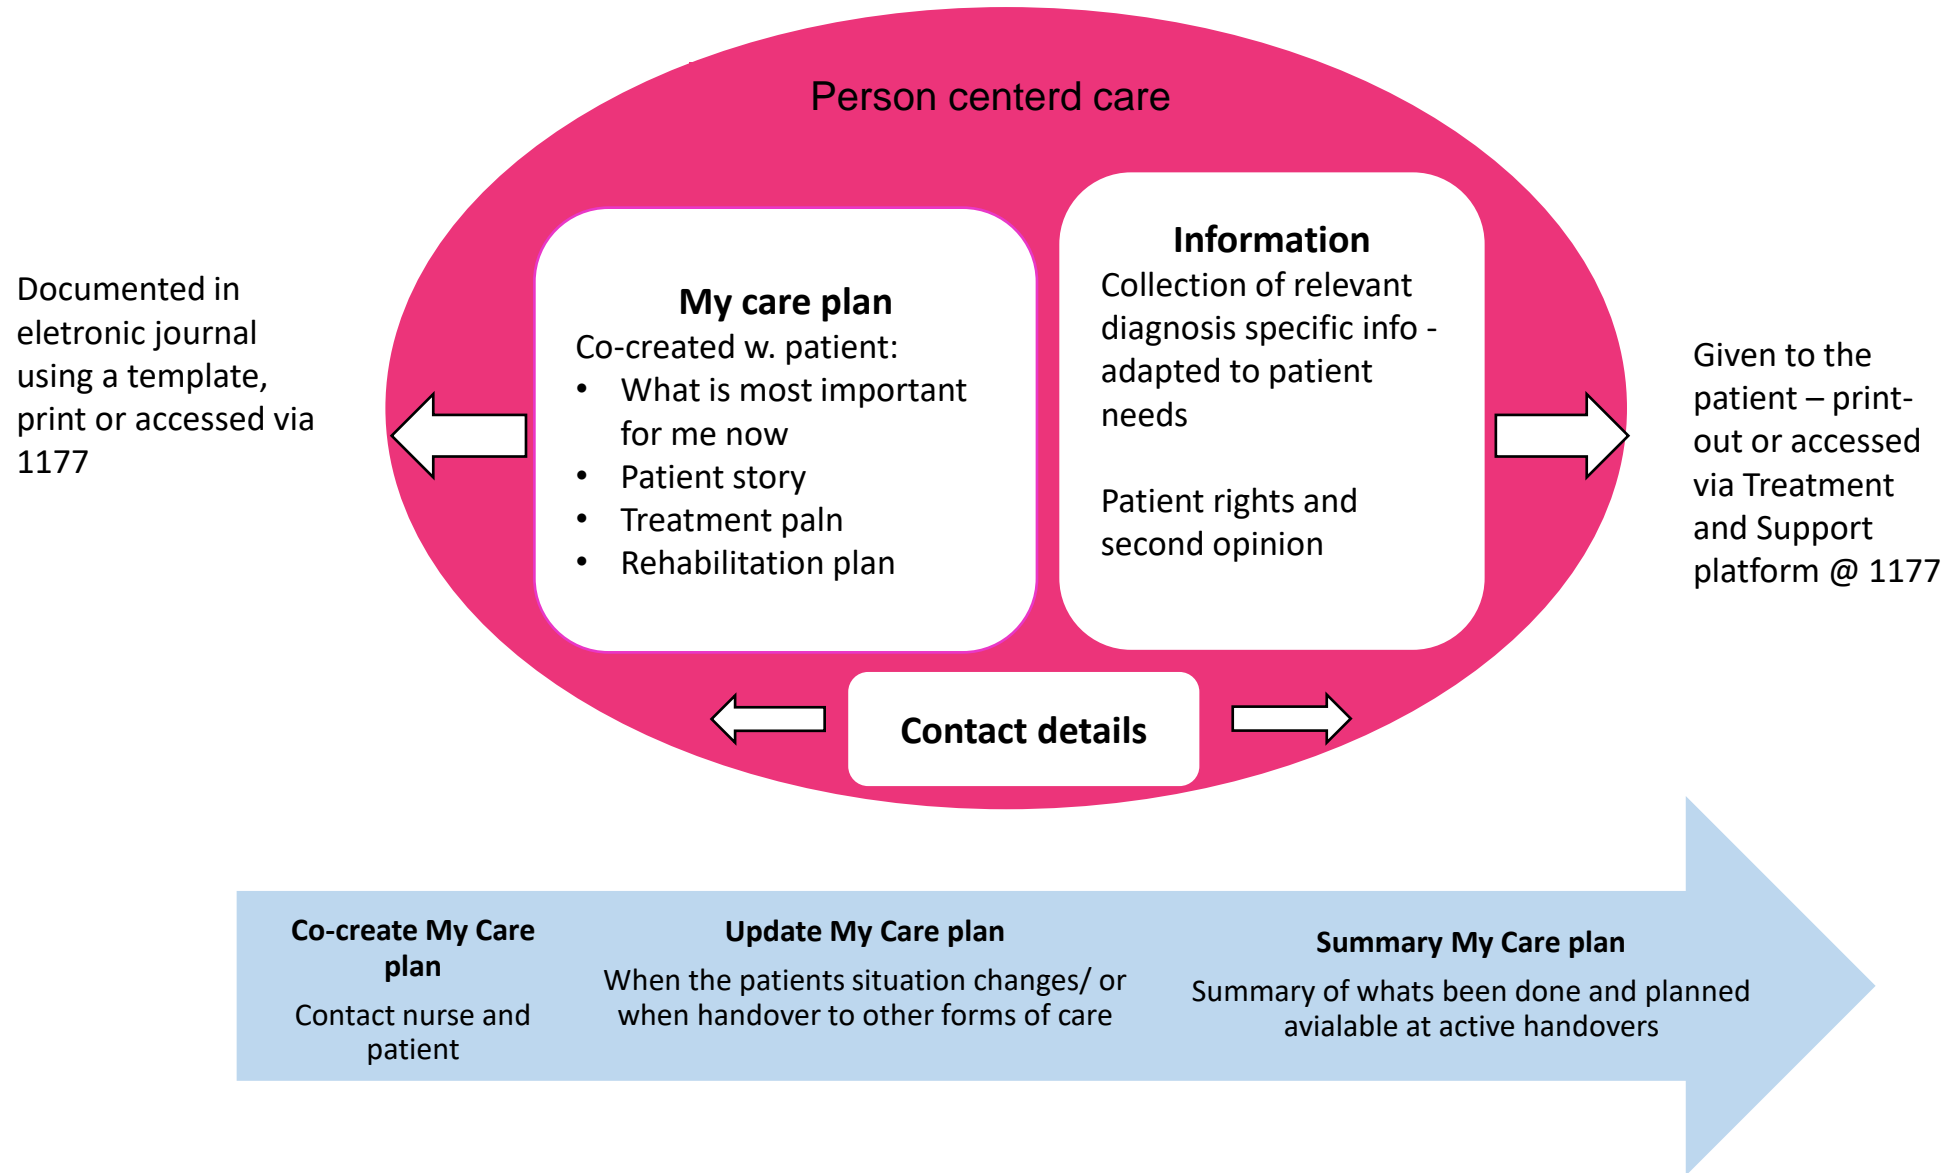 Person centerd care
Documented in
eletronic journal
using a template,
print or accessed via
1177
My care plan
Co-created w. patient:
• What is most important
for me now
• Patient story
• Treatment paln
• Rehabilitation plan
Information
Collection of relevant
diagnosis specific info -
adapted to patient
needs
Patient rights and
second opinion
Given to the
patient – print-
out or accessed
via Treatment
and Support
platform @ 1177
Contact details
Co-create My Care
plan
Contact nurse and
patient
Update My Care plan
When the patients situation changes/ or
when handover to other forms of care
Summary My Care plan
Summary of whats been done and planned
avialable at active handovers